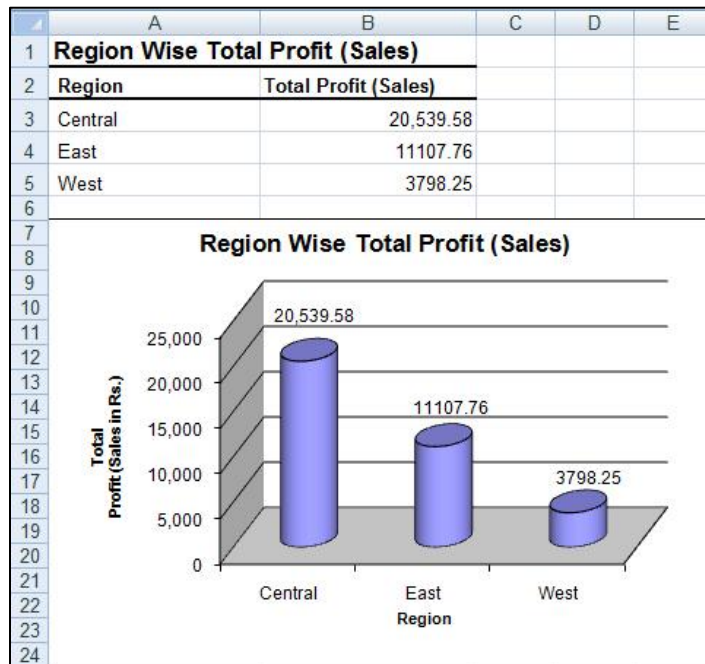 A B C D E
1 Region Wise Total Profit (Sales)
2 Region Total Profit (Sales)
3 Central 20,539.58
4 East 11107.76
5 West 3798.25
6
7
8
9
10
11
12
13
14
15
16
17
18
19
20
21
22
23
24
Region Wise Total Profit (Sales)
Total
Profit (Sales in Rs.)
25,000
20,000
15,000
10,000
5,000
0
20,539.58
11107.76
3798.25
Central East West
Region